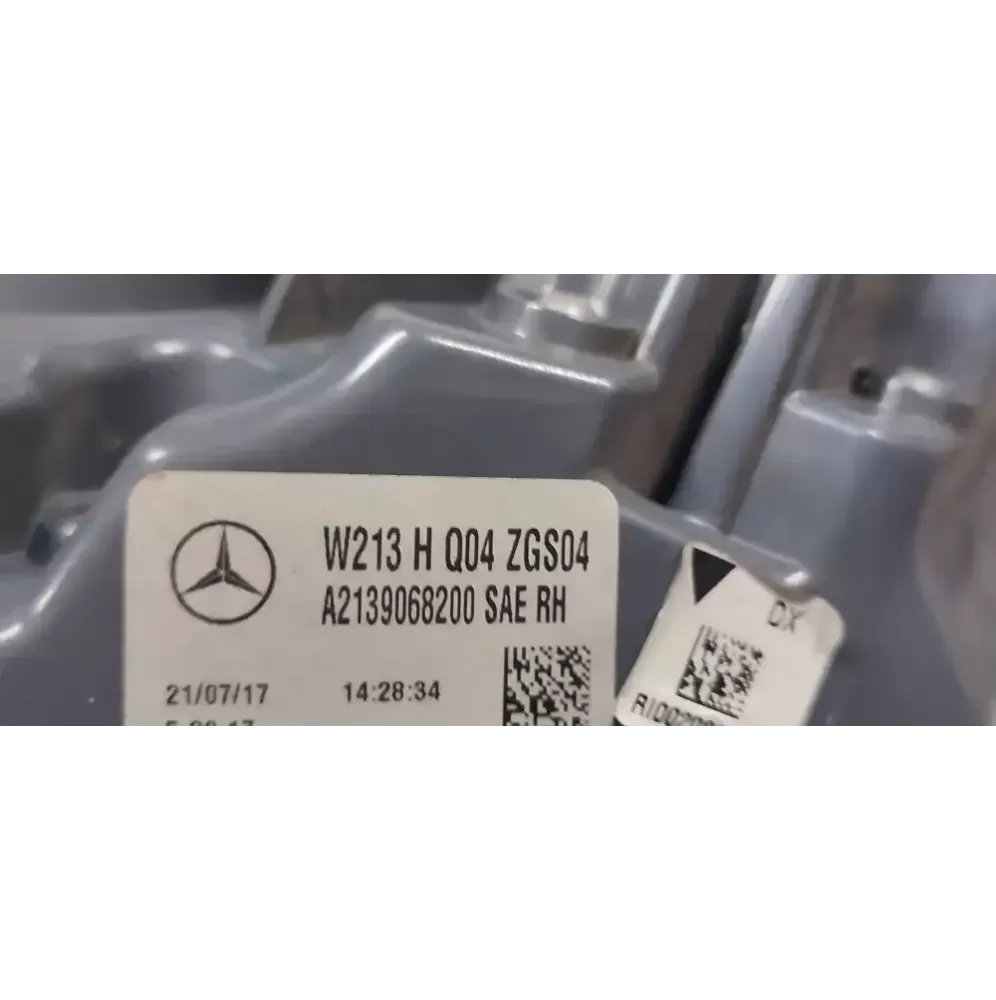 W213 H Q04 ZGS04
A2139068200 SAE RH
21/07/17 14:28:34
DX